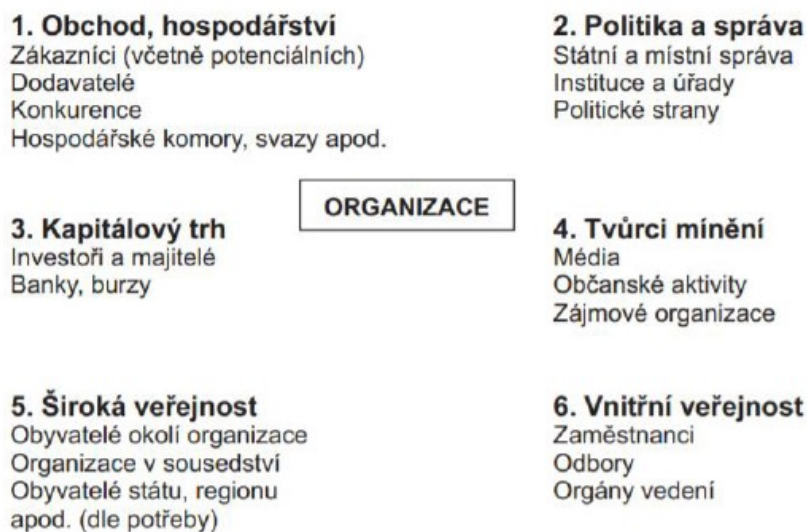 1. Obchod, hospodářství
Zákazníci (včetně potenciálních)
Dodavatelé
Konkurence
Hospodářské komory, svazy apod.
2. Politika a správa
Státní a místní správa
Instituce a úřady
Politické strany
ORGANIZACE
3. Kapitálový trh
Investoři a majitelé
Banky, burzy
4. Tvůrci mínění
Média
Občanské aktivity
Zájmové organizace
5. Široká veřejnost
Obyvatelé okolí organizace
Organizace v sousedství
Obyvatelé státu, regionu
apod. (dle potřeby)
6. Vnitřní veřejnost
Zaměstnanci
Odbory
Orgány vedení